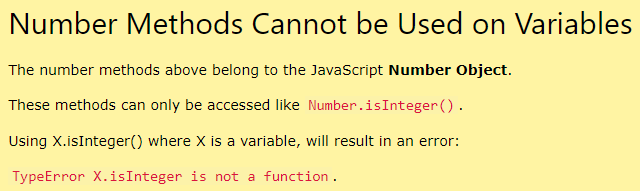 Number Methods Cannot be Used on Variables
The number methods above belong to the JavaScript Number Object.
These methods can only be accessed like Number.isInteger().
Using X.isInteger() where X is a variable, will result in an error:
TypeError X.isInteger is not a function.